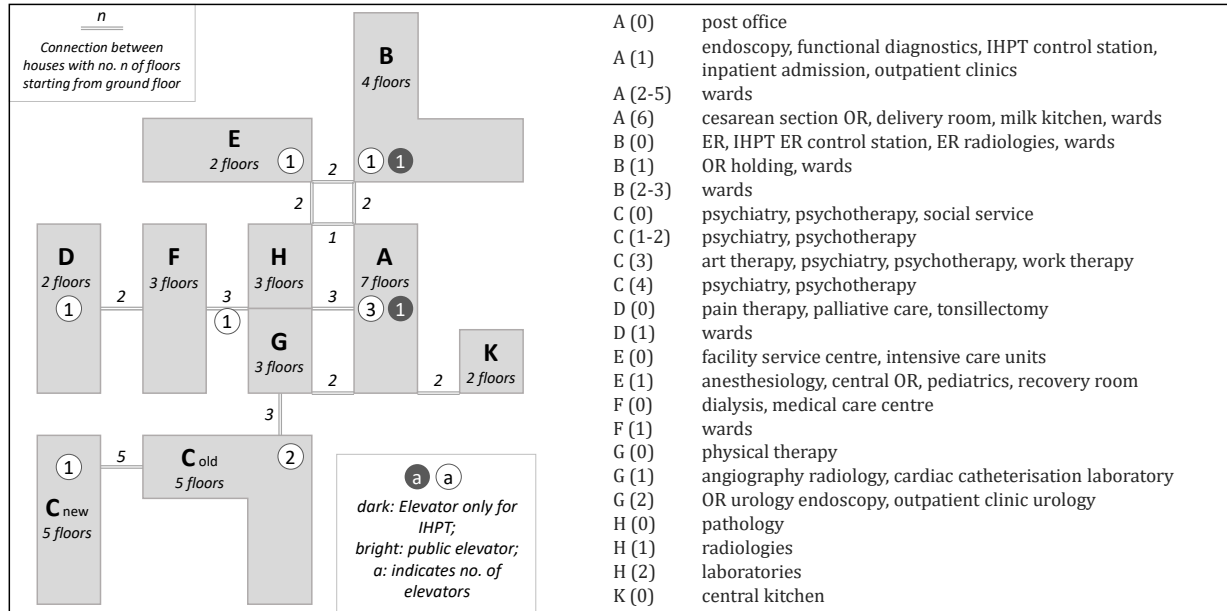 n
Connection between
houses with no. n of floors
starting from ground floor
B
4 floors
E
2 floors
1
2
1
1
2
2
1
D
2 floors
1
F
3 floors
H
3 floors
A
7 floors
2
3
1
3
3
1
G
3 floors
K
2 floors
2
2
3
1
C new
5 floors
5
C old
5 floors
2
a
a
dark: Elevator only for
IHPT;
bright: public elevator;
a: indicates no. of
elevators
A (0) post office
A (1) endoscopy, functional diagnostics, IHPT control station,
inpatient admission, outpatient clinics
A (2-5) wards
A (6) cesarean section OR, delivery room, milk kitchen, wards
B (0) ER, IHPT ER control station, ER radiologies, wards
B (1) OR holding, wards
B (2-3) wards
C (0) psychiatry, psychotherapy, social service
C (1-2) psychiatry, psychotherapy
C (3) art therapy, psychiatry, psychotherapy, work therapy
C (4) psychiatry, psychotherapy
D (0) pain therapy, palliative care, tonsillectomy
D (1) wards
E (0) facility service centre, intensive care units
E (1) anesthesiology, central OR, pediatrics, recovery room
F (0) dialysis, medical care centre
F (1) wards
G (0) physical therapy
G (1) angiography radiology, cardiac catheterisation laboratory
G (2) OR urology endoscopy, outpatient clinic urology
H (0) pathology
H (1) radiologies
H (2) laboratories
K (0) central kitchen